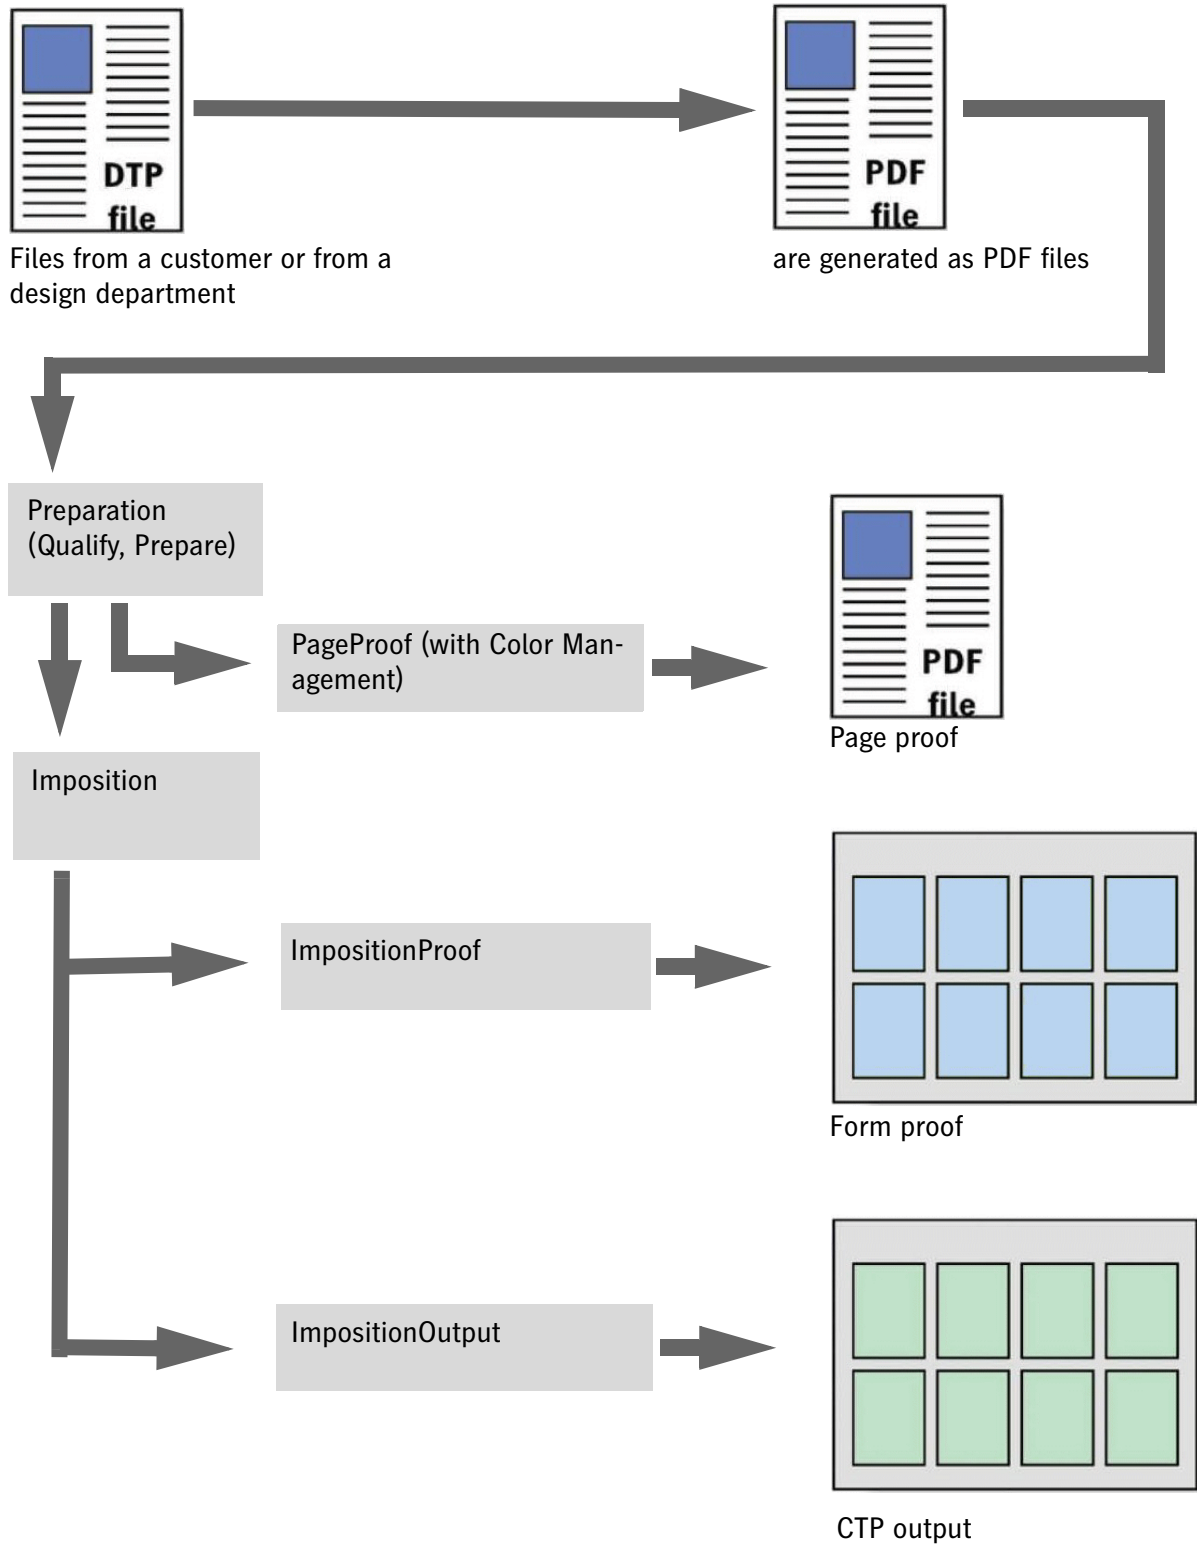 DTP
file
PDF
file
Files from a customer or from a
design department
are generated as PDF files
Preparation
(Qualify, Prepare)
PageProof (with Color Man-
agement)
PDF
file
Page proof
Imposition
ImpositionProof
Form proof
ImpositionOutput
CTP output